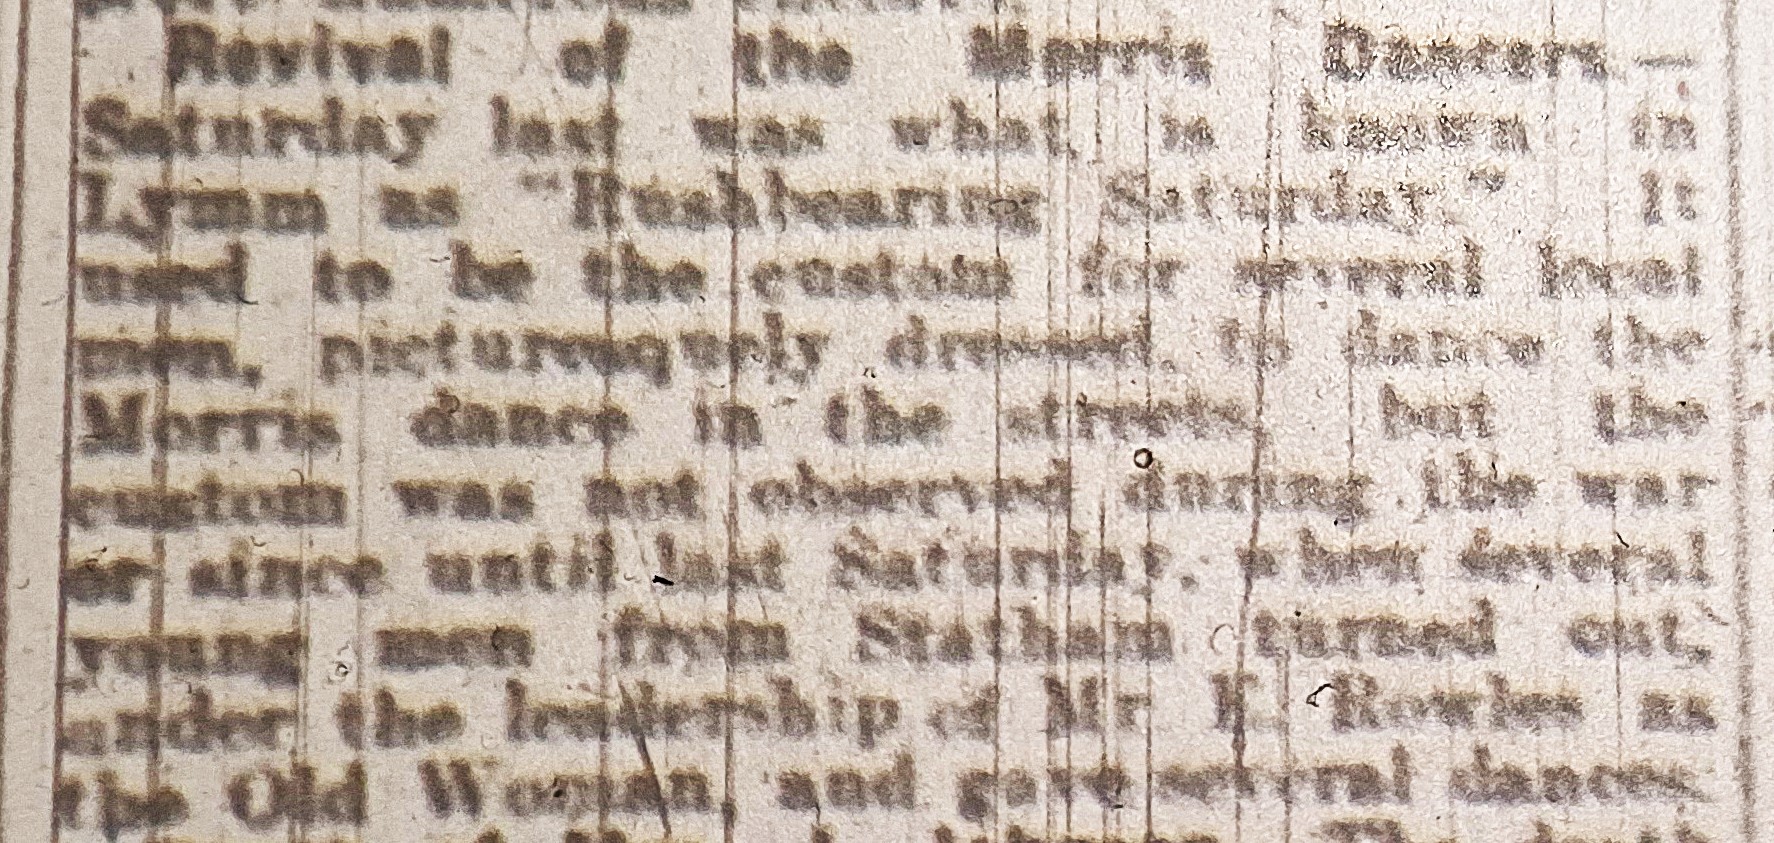 Revival of the Morris Dancers.—
Saturday last was what is known in
Lymm as "Rushbearing Saturday." It
used to be the custom for several local
men, picturesquely dressed, to dance the
Morris dance in the streets, but the
custom was not observed during the war
or since until last Saturday, when several
young men from Statham turned out,
under the leadership of Mr. Rowles as
the Old Woman, and gave several dances